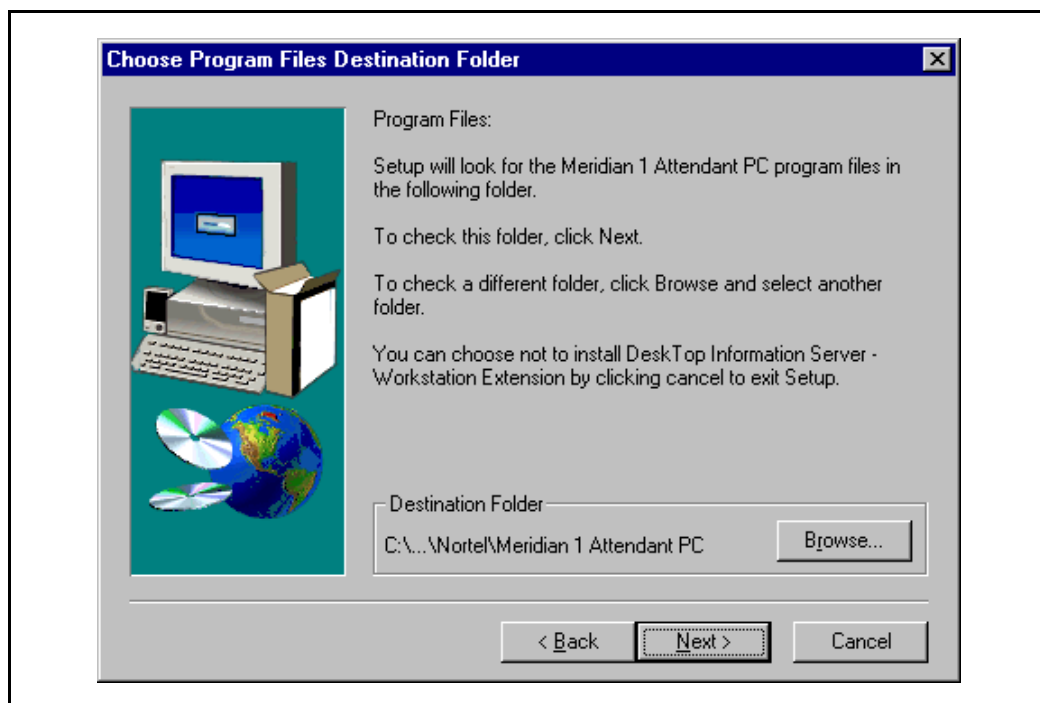 Choose Program Files Destination Folder
Program Files:
Setup will look for the Meridian 1 Attendant PC program files in
the following folder.
To check this folder, click Next.
To check a different folder, click Browse and select another
folder.
You can choose not to install DeskTop Information Server -
Workstation Extension by clicking cancel to exit Setup.
Destination Folder
C:\...\Nortel\Meridian 1 Attendant PC
Browse...
< Back
Next >
Cancel